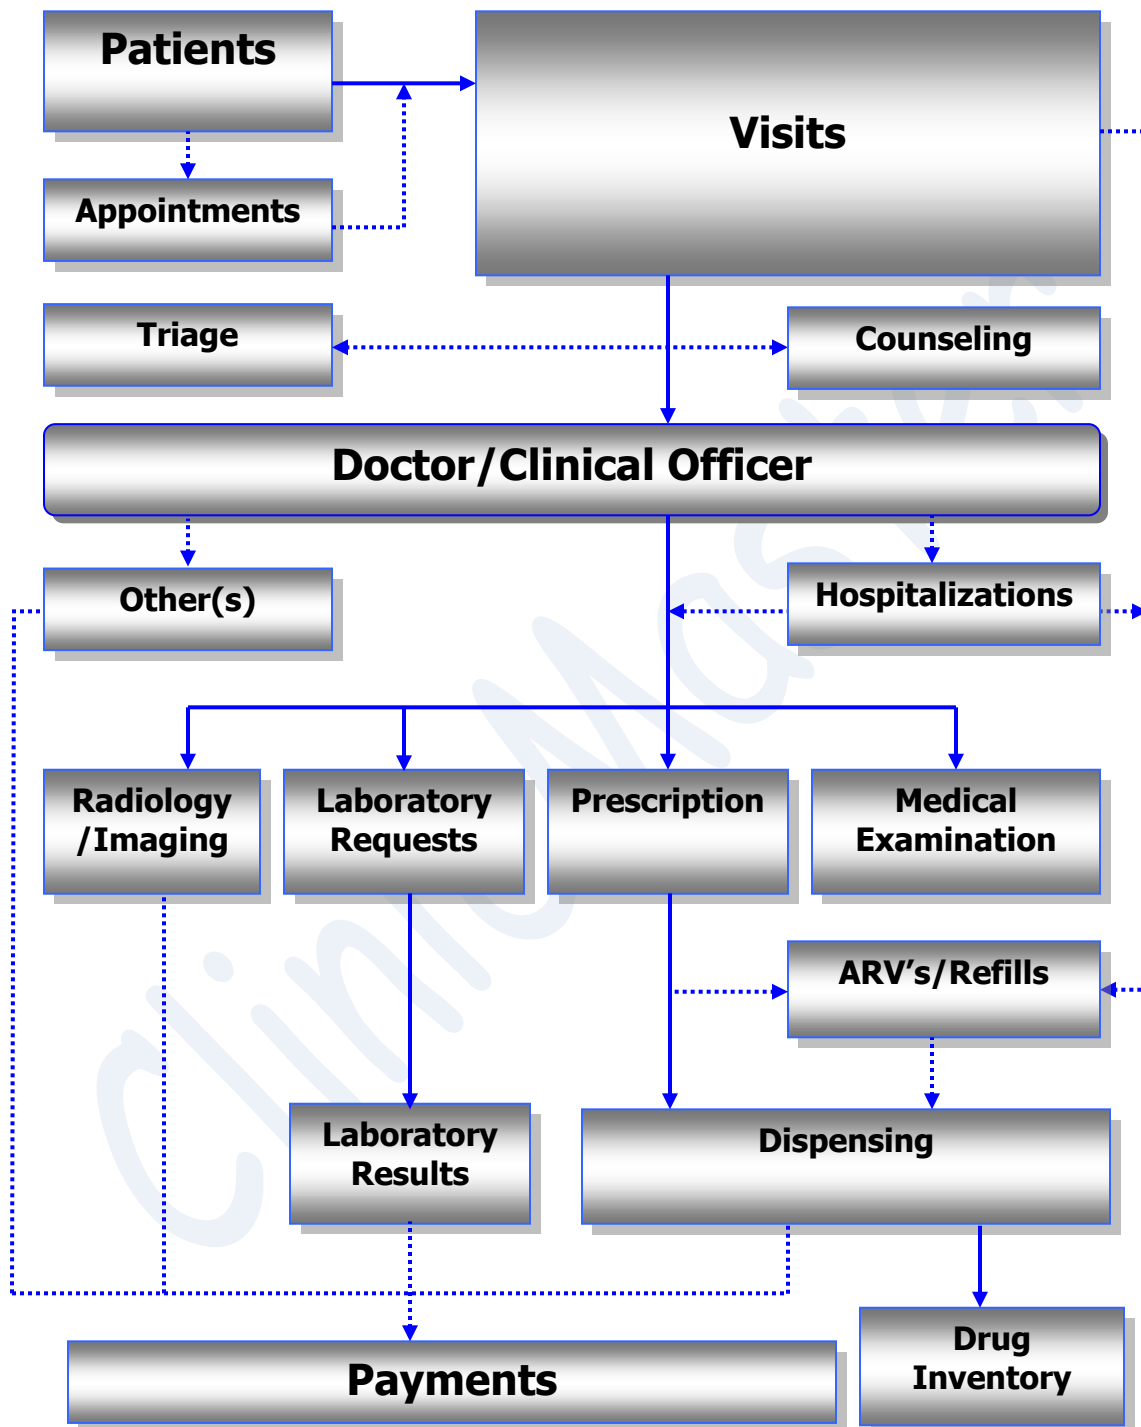 Patients
Visits
Appointments
Triage
Counseling
Doctor/Clinical Officer
Other(s)
Hospitalizations
Radiology
/Imaging
Laboratory
Requests
Prescription
Medical
Examination
ARV's/Refills
Laboratory
Results
Dispensing
Drug
Inventory
Payments
ClinicMaster